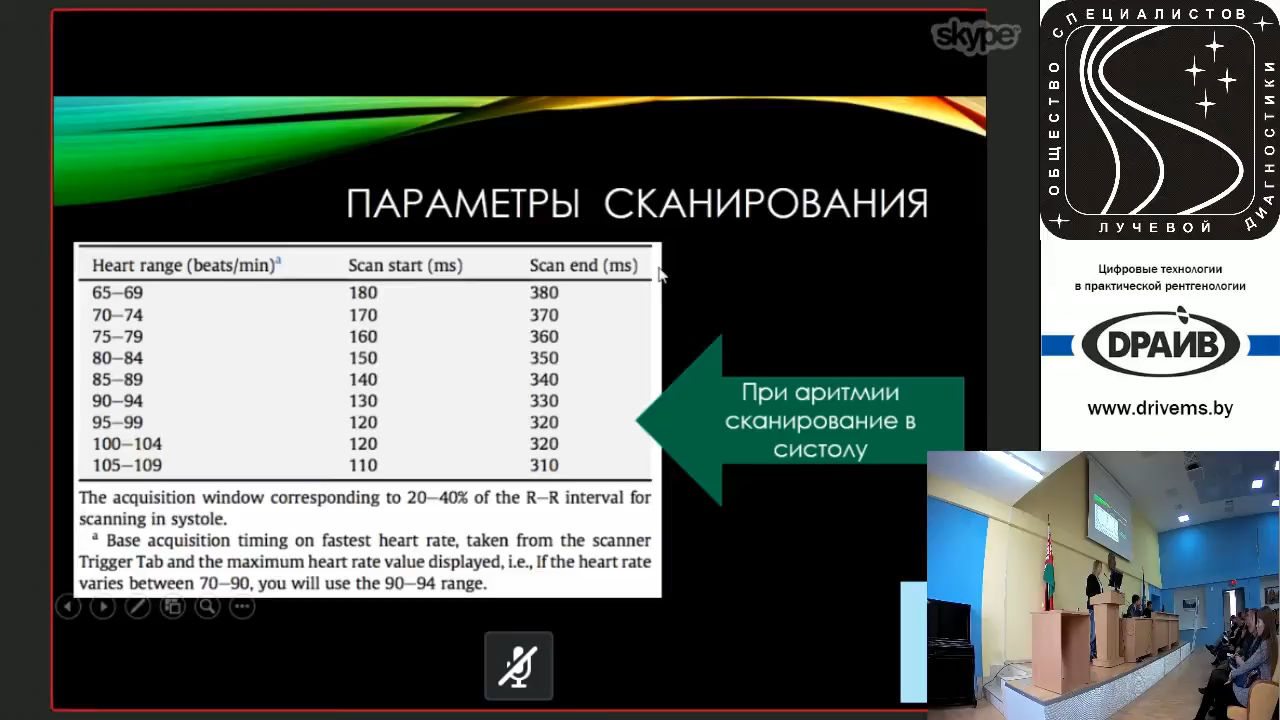 skype
ПАРАМЕТРЫ СКАНИРОВАНИЯ
Heart range (beats/min)a Scan start (ms) Scan end (ms)
65–69 180 380
70–74 170 370
75–79 160 360
80–84 150 350
85–89 140 340
90–94 130 330
95–99 120 320
100–104 120 320
105–109 110 310
The acquisition window corresponding to 20–40% of the R–R interval for
scanning in systole.
a Base acquisition timing on fastest heart rate, taken from the scanner
Trigger Tab and the maximum heart rate value displayed, i.e., If the heart rate
varies between 70–90, you will use the 90–94 range.
При аритмии
сканирование в
систолу
ОБЩЕСТВО СПЕЦИАЛИСТОВ
ЛУЧЕВОЙ ДИАГНОСТИКИ
Цифровые технологии
в практической рентгенологии
DРАЙВ
www.drivems.by